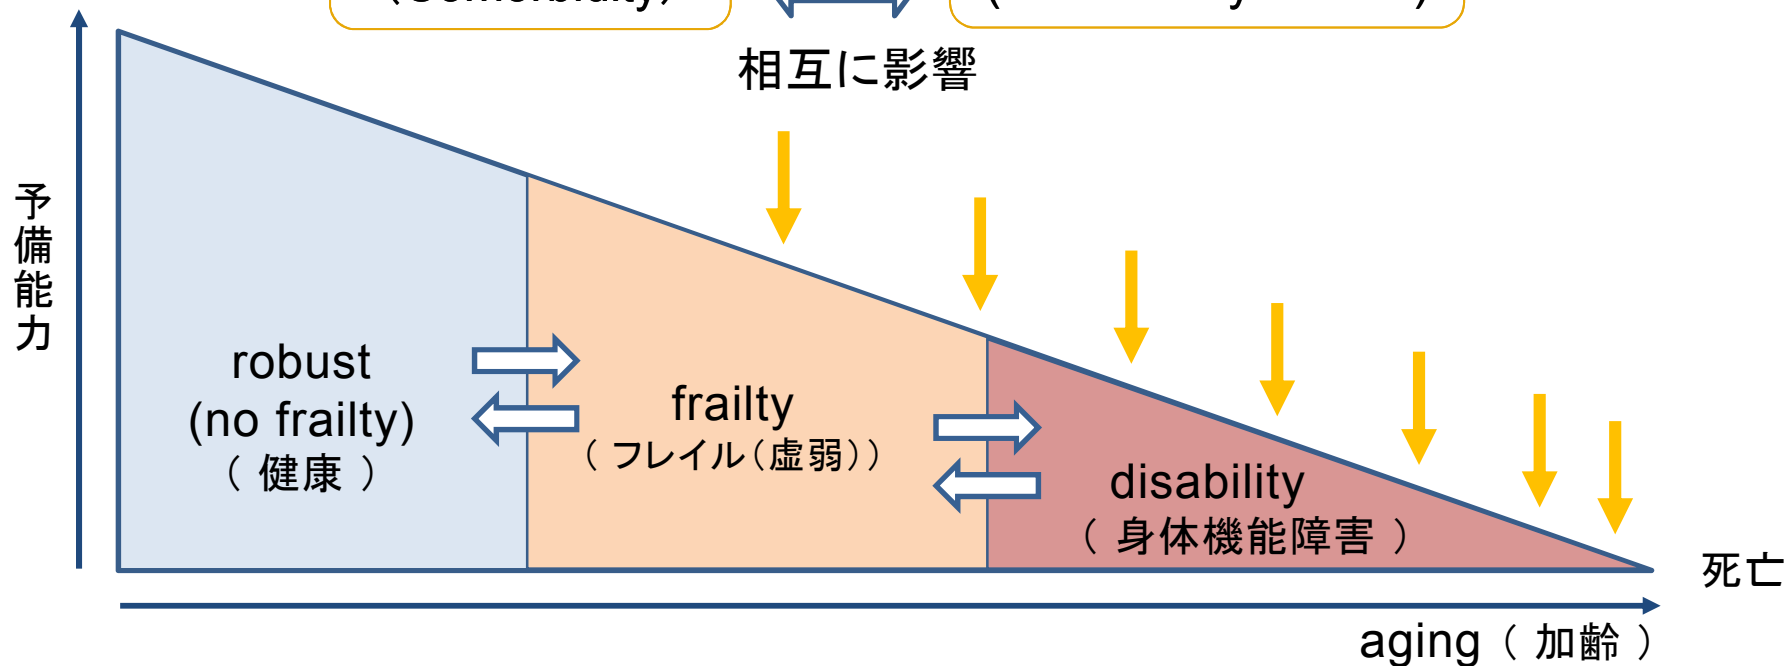 (Comorbidity)
相互に影響
予備能力
robust
(no frailty)
（ 健康 ）
frailty
（ フレイル（虚弱））
disability
（ 身体機能障害 ）
死亡
aging（ 加齢 ）